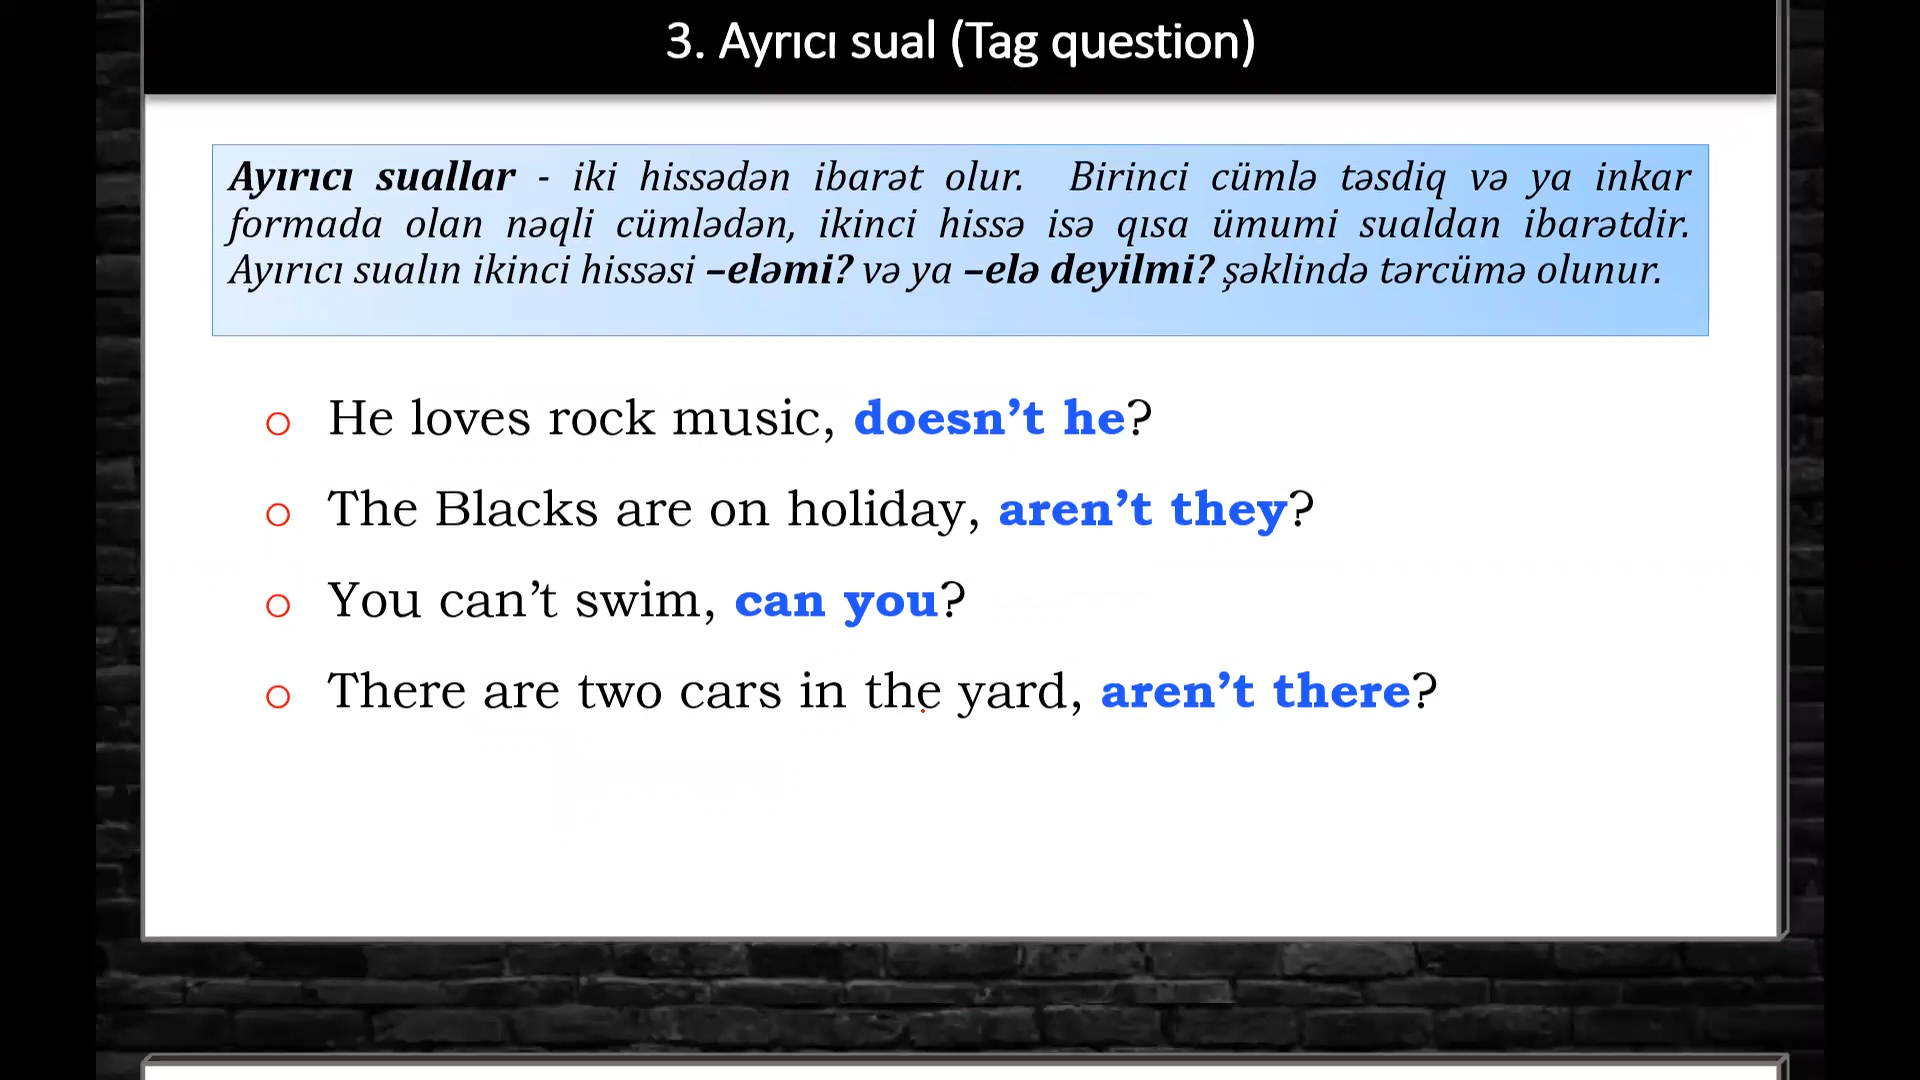 3. Ayrıcı sual (Tag question)
Ayırıcı suallar - iki hissədən ibarət olur. Birinci cümlə təsdiq və ya inkar
formada olan nəqli cümlədən, ikinci hissə isə qısa ümumi sualdan ibarətdir.
Ayırıcı sualın ikinci hissəsi –eləmi? və ya –elə deyilmi? şəklində tərcümə olunur.
o He loves rock music, doesn’t he?
o The Blacks are on holiday, aren’t they?
o You can’t swim, can you?
o There are two cars in the yard, aren’t there?